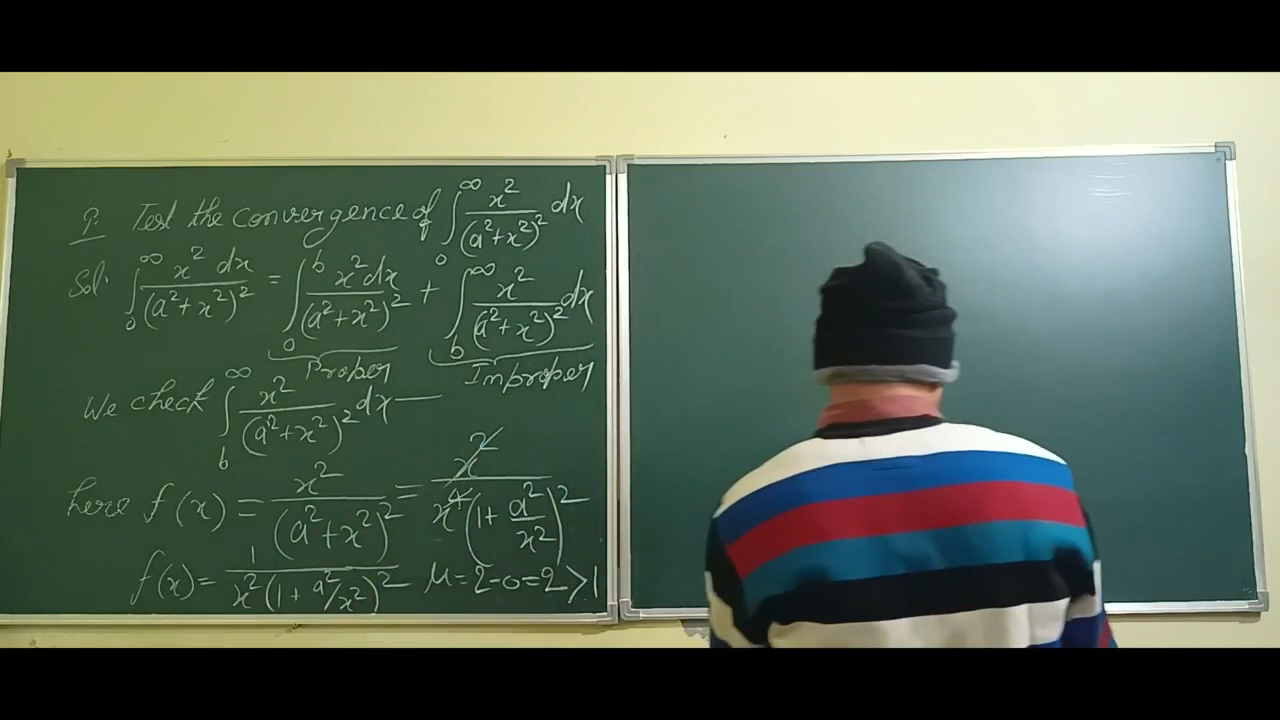 Q. Test the convergence of ∫₀^∞ x²/(a²+x²)² dx
Sol. ∫₀^∞ x² dx/(a²+x²)² = ∫₀^b x²dx/(a²+x²)² + ∫_b^∞ x²/(a²+x²)² dx
Proper Improper
We check ∫_b^∞ x²/(a²+x²)² dx —
here f(x) = x²/(a²+x²)² = x²/x⁴(1+a²/x²)²
f(x) = 1/x²(1+a²/x²)² μ=2-0=2>1